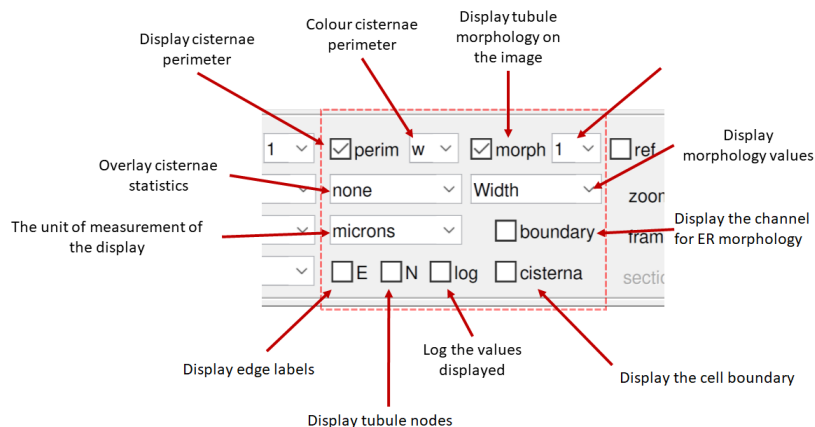 Display cisternae
perimeter
Colour cisternae
perimeter
Display tubule
morphology on
the image
1 perim w morph 1 ref
Display
morphology values
Overlay cisternae
statistics
none Width zoom
The unit of measurement of
the display
microns boundary fram
Display the channel
for ER morphology
E N log cisterna sectio
Display edge labels
Log the values
displayed
Display the cell boundary
Display tubule nodes